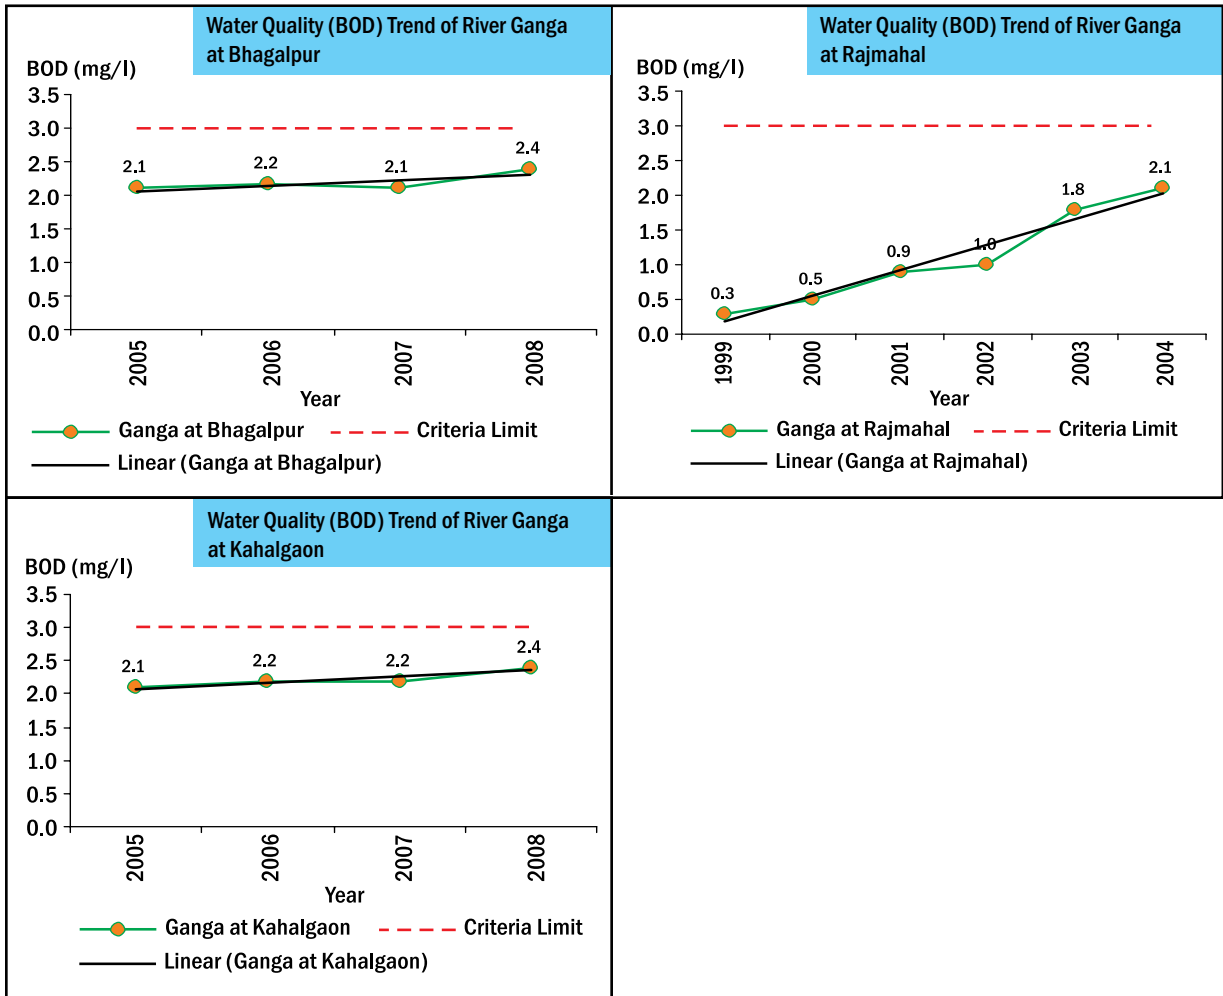 Water Quality (BOD) Trend of River Ganga
at Bhagalpur
BOD (mg/l)
3.5
3.0
2.5
2.0
1.5
1.0
0.5
0.0
2.1
2.2
2.1
2.4
2005
2006
2007
2008
Year
Ganga at Bhagalpur
Criteria Limit
Linear (Ganga at Bhagalpur)
Water Quality (BOD) Trend of River Ganga
at Rajmahal
BOD (mg/l)
3.5
3.0
2.5
2.0
1.5
1.0
0.5
0.0
0.3
0.5
0.9
1.0
1.8
2.1
1999
2000
2001
2002
2003
2004
Year
Ganga at Rajmahal
Criteria Limit
Linear (Ganga at Rajmahal)
Water Quality (BOD) Trend of River Ganga
at Kahalgaon
BOD (mg/l)
3.5
3.0
2.5
2.0
1.5
1.0
0.5
0.0
2.1
2.2
2.2
2.4
2005
2006
2007
2008
Year
Ganga at Kahalgaon
Criteria Limit
Linear (Ganga at Kahalgaon)